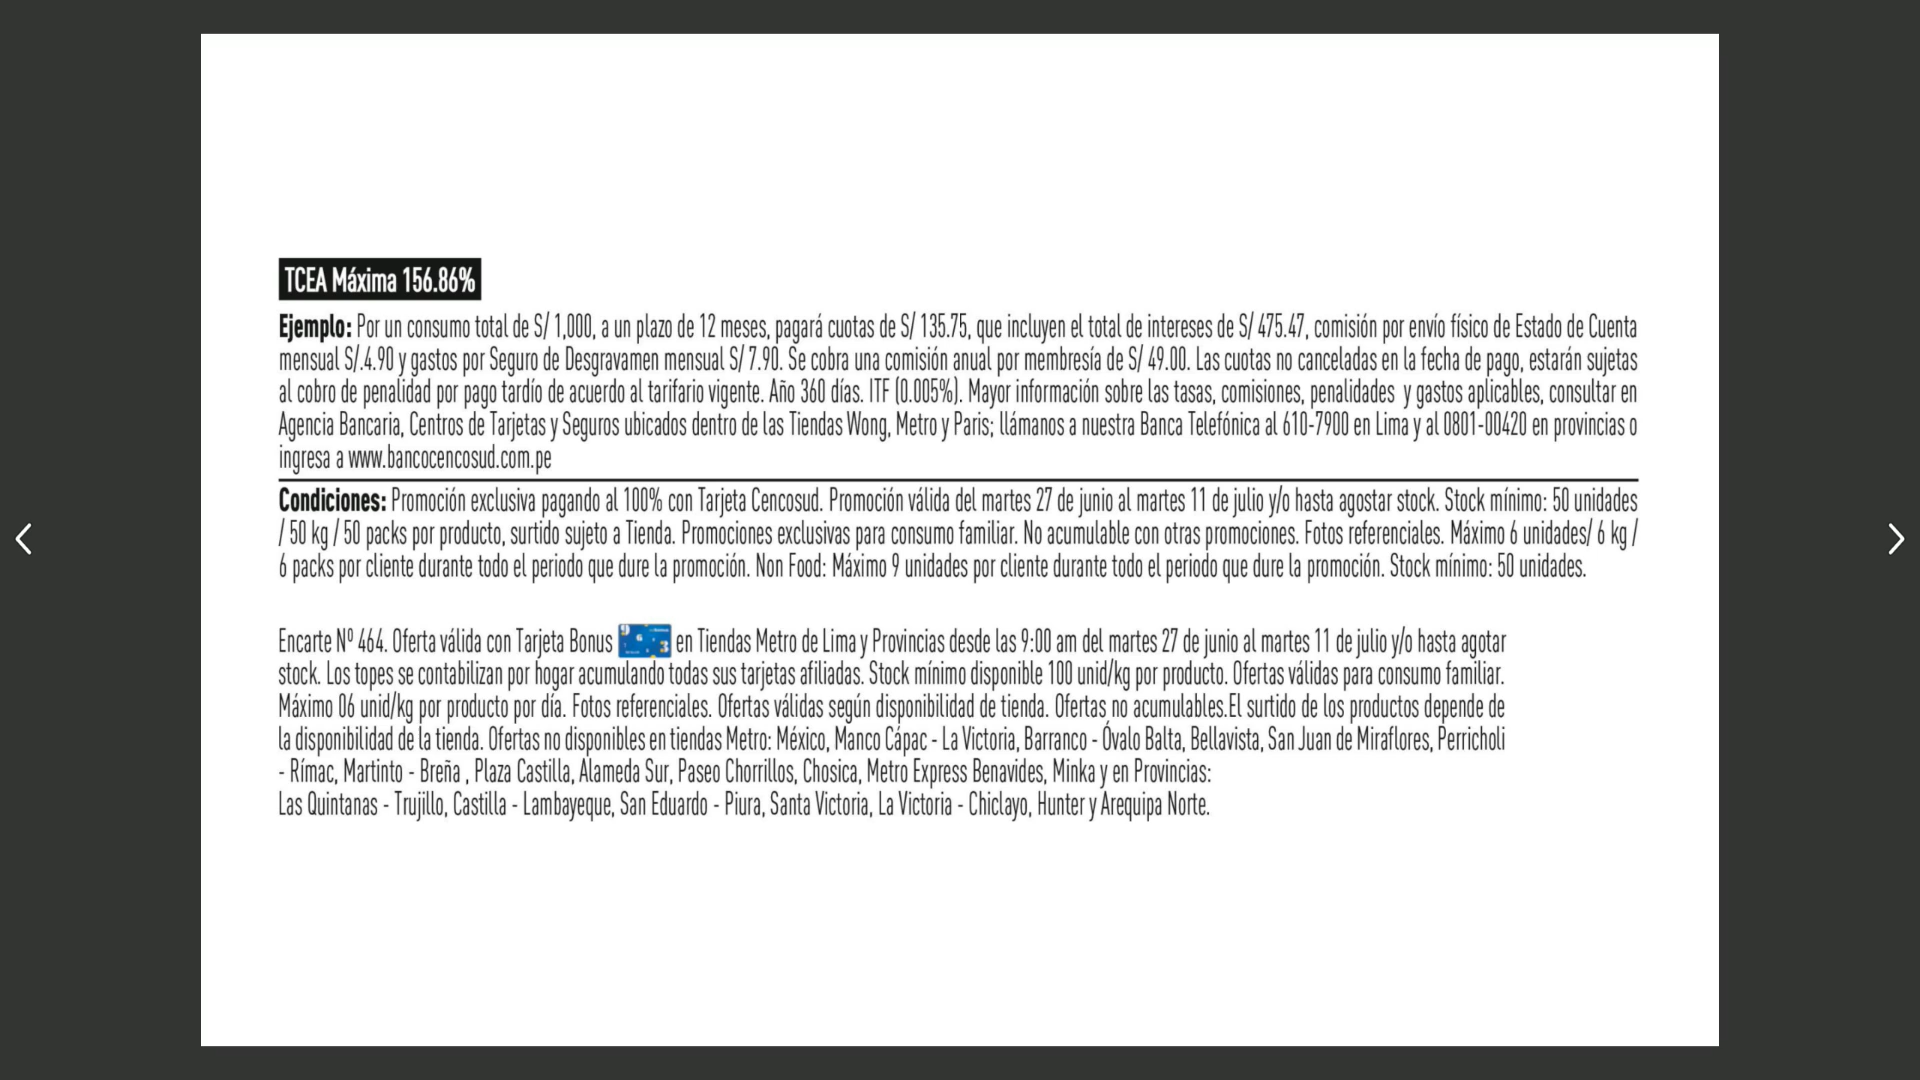 TCEA Máxima 156.86%
Ejemplo: Por un consumo total de S/ 1,000, a un plazo de 12 meses, pagará cuotas de S/ 135.75, que incluyen el total de intereses de S/ 475.47, comisión por envío físico de Estado de Cuenta
mensual S/.4.90 y gastos por Seguro de Desgravamen mensual S/ 7.90. Se cobra una comisión anual por membresía de S/ 49.00. Las cuotas no canceladas en la fecha de pago, estarán sujetas
al cobro de penalidad por pago tardío de acuerdo al tarifario vigente. Año 360 días. ITF (0.005%). Mayor información sobre las tasas, comisiones, penalidades y gastos aplicables, consultar en
Agencia Bancaria, Centros de Tarjetas y Seguros ubicados dentro de las Tiendas Wong, Metro y Paris; llámanos a nuestra Banca Telefónica al 610-7900 en Lima y al 0801-00420 en provincias o
ingresa a www.bancocencosud.com.pe
Condiciones: Promoción exclusiva pagando al 100% con Tarjeta Cencosud. Promoción válida del martes 27 de junio al martes 11 de julio y/o hasta agostar stock. Stock mínimo: 50 unidades
/ 50 kg / 50 packs por producto, surtido sujeto a Tienda. Promociones exclusivas para consumo familiar. No acumulable con otras promociones. Fotos referenciales. Máximo 6 unidades/ 6 kg /
6 packs por cliente durante todo el periodo que dure la promoción. Non Food: Máximo 9 unidades por cliente durante todo el periodo que dure la promoción. Stock mínimo: 50 unidades.
Encarte Nº 464. Oferta válida con Tarjeta Bonus en Tiendas Metro de Lima y Provincias desde las 9:00 am del martes 27 de junio al martes 11 de julio y/o hasta agotar
stock. Los topes se contabilizan por hogar acumulando todas sus tarjetas afiliadas. Stock mínimo disponible 100 unid/kg por producto. Ofertas válidas para consumo familiar.
Máximo 06 unid/kg por producto por día. Fotos referenciales. Ofertas válidas según disponibilidad de tienda. Ofertas no acumulables.El surtido de los productos depende de
la disponibilidad de la tienda. Ofertas no disponibles en tiendas Metro: México, Manco Cápac - La Victoria, Barranco - Óvalo Balta, Bellavista, San Juan de Miraflores, Perricholi
- Rímac, Martinto - Breña , Plaza Castilla, Alameda Sur, Paseo Chorrillos, Chosica, Metro Express Benavides, Minka y en Provincias:
Las Quintanas - Trujillo, Castilla - Lambayeque, San Eduardo - Piura, Santa Victoria, La Victoria - Chiclayo, Hunter y Arequipa Norte.